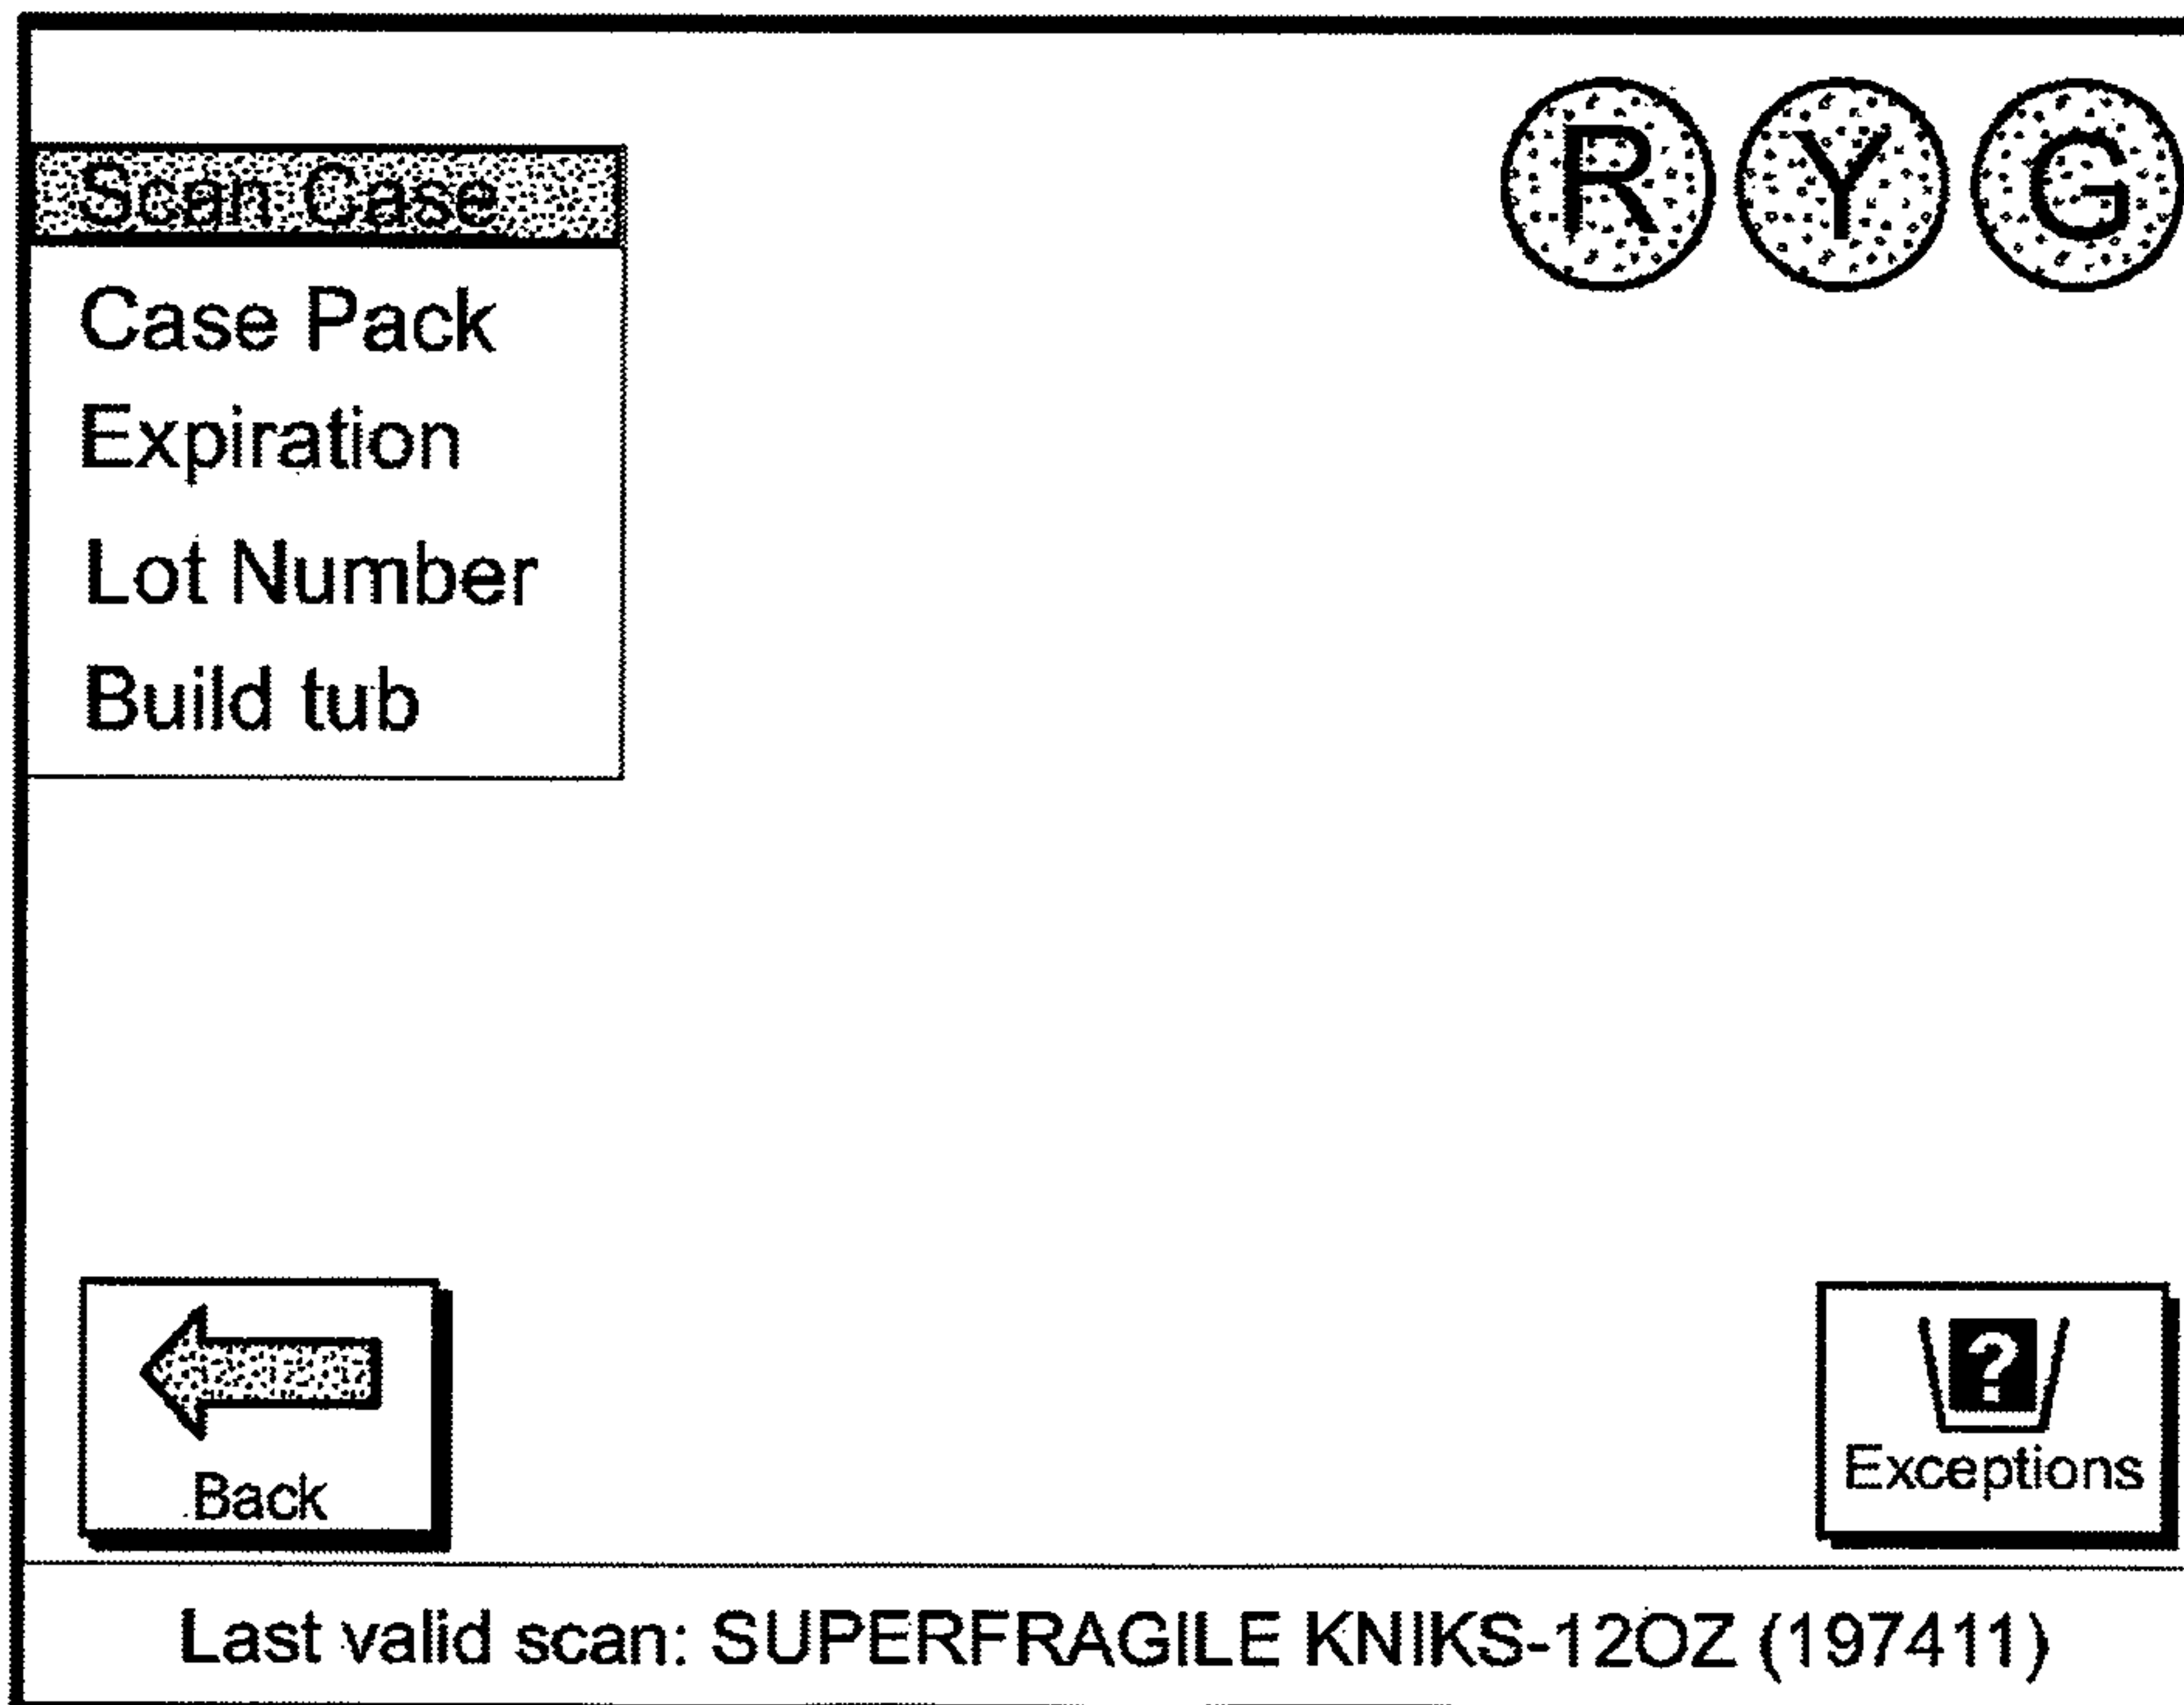 R Y G
Scan Case
Case Pack
Expiration
Lot Number
Build tub
Back
?
Exceptions
Last valid scan: SUPERFRAGILE KNIKS-12OZ (197411)